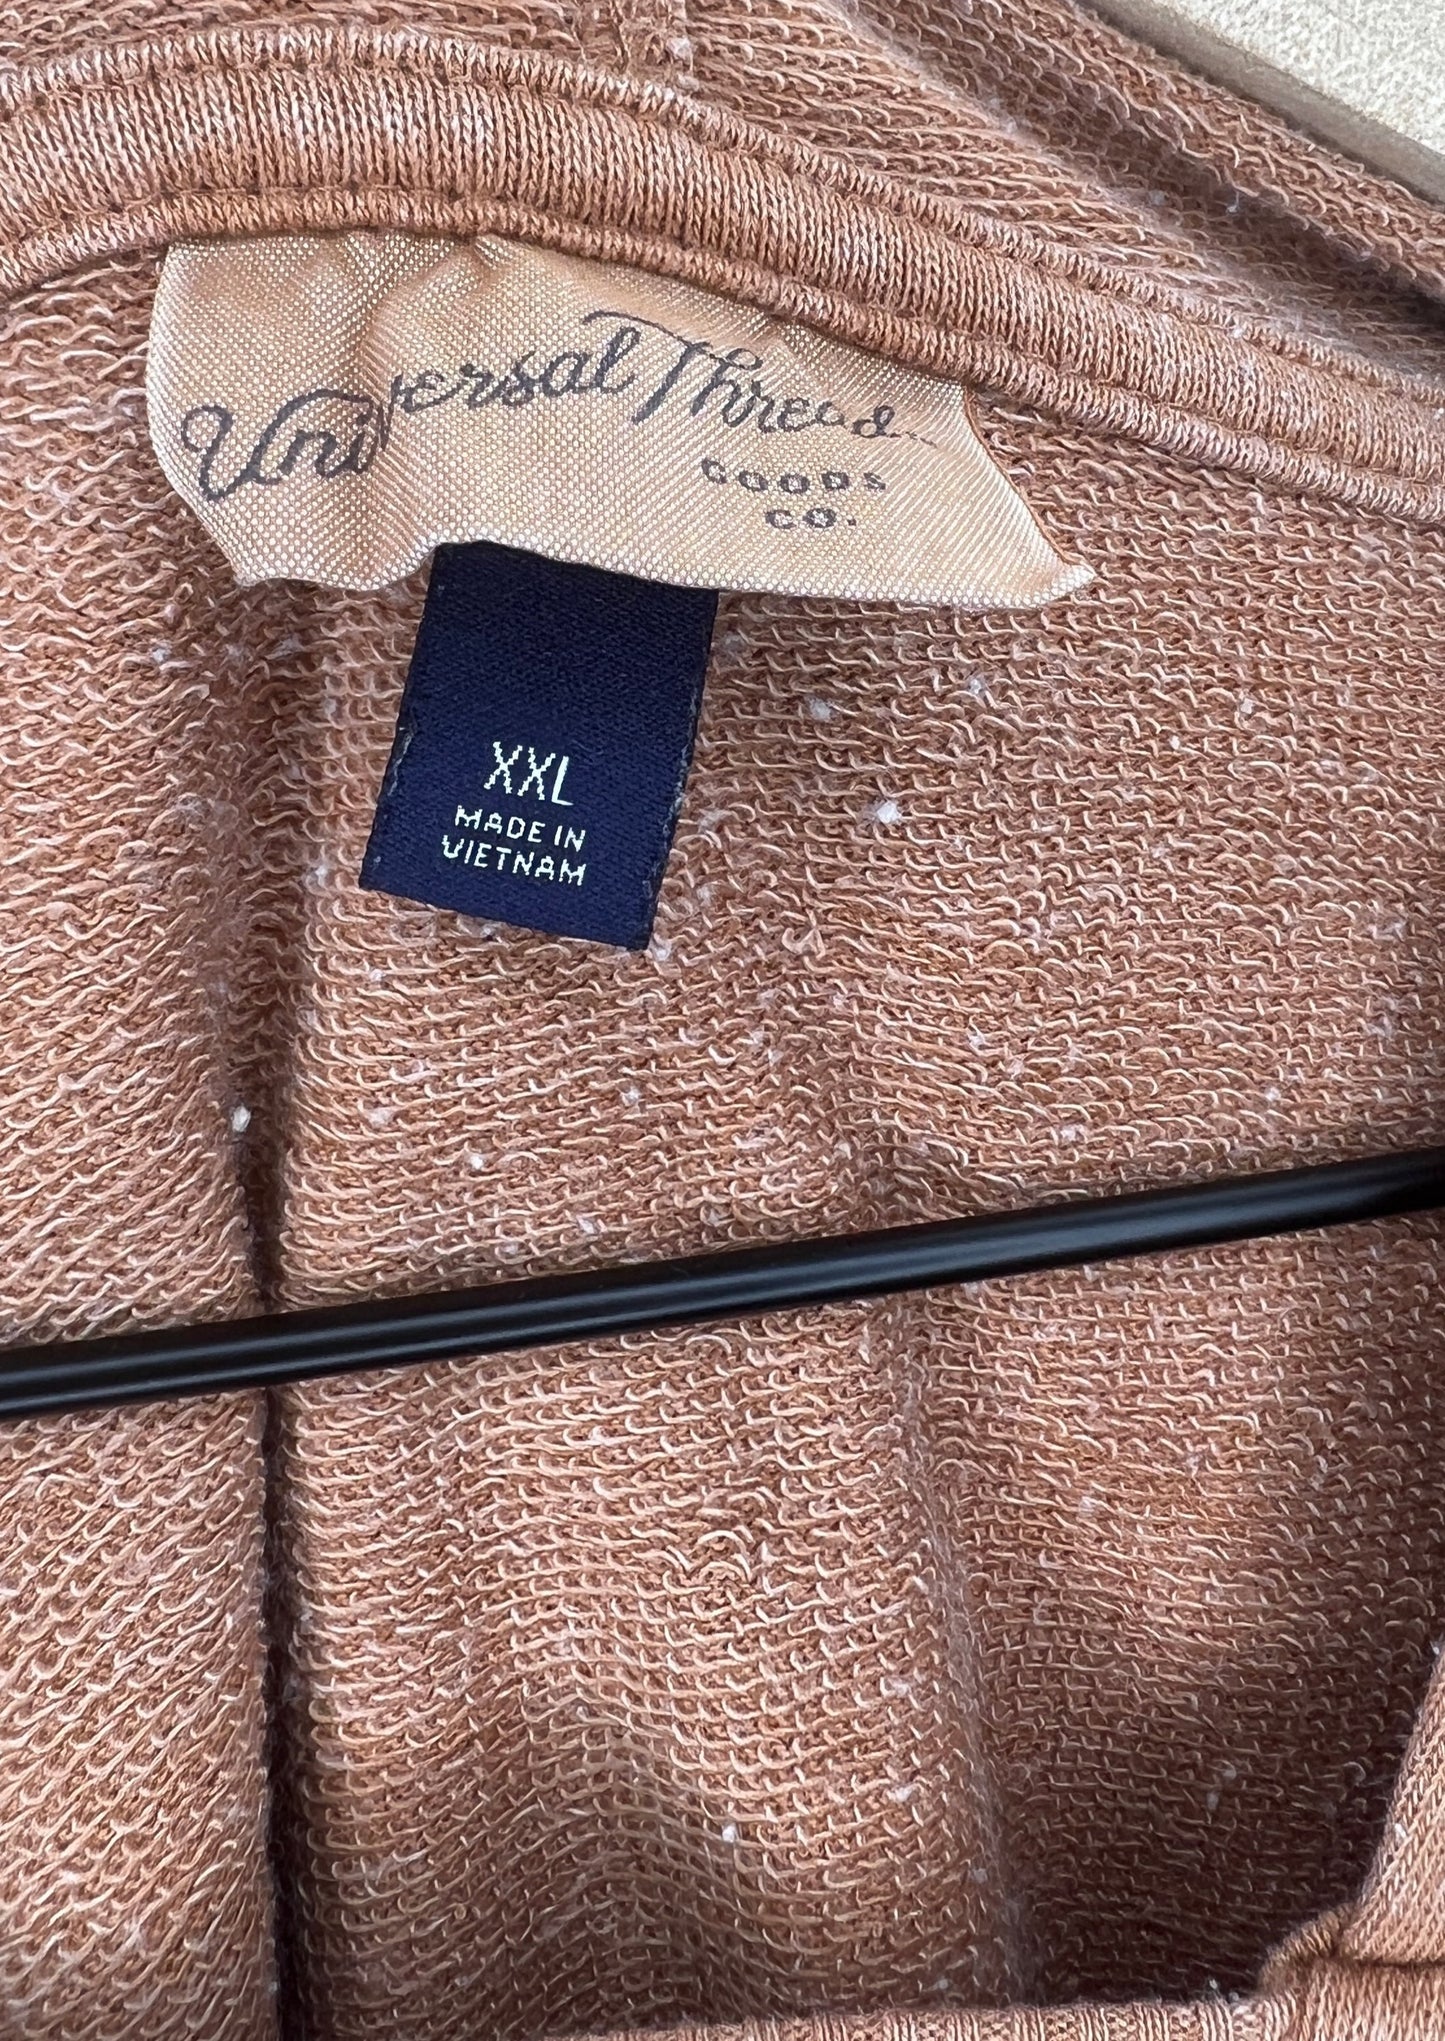 Universal Thread
GOODS
CO.
XXL
MADE IN
VIETNAM